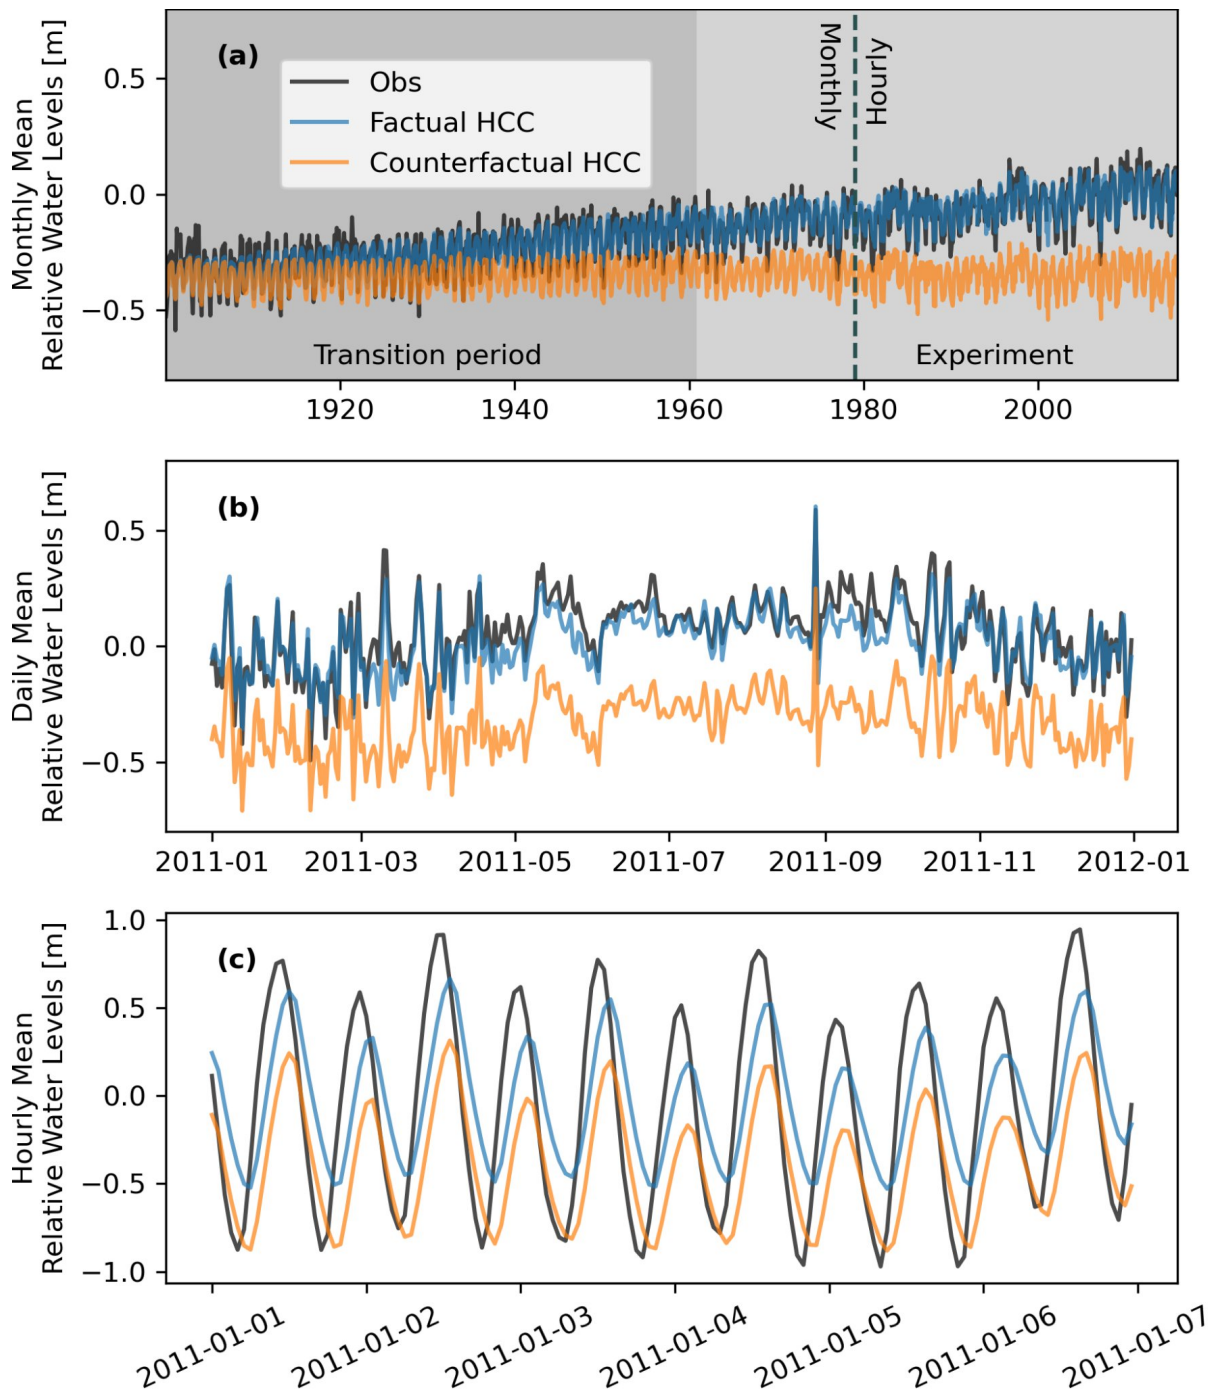 (a)
Obs
Factual HCC
Counterfactual HCC
Monthly
Hourly
Transition period
Experiment
Monthly Mean
Relative Water Levels [m]
0.5
0.0
−0.5
1920
1940
1960
1980
2000
(b)
Daily Mean
Relative Water Levels [m]
0.5
0.0
−0.5
2011-01
2011-03
2011-05
2011-07
2011-09
2011-11
2012-01
(c)
Hourly Mean
Relative Water Levels [m]
1.0
0.5
0.0
−0.5
−1.0
2011-01-01
2011-01-02
2011-01-03
2011-01-04
2011-01-05
2011-01-06
2011-01-07